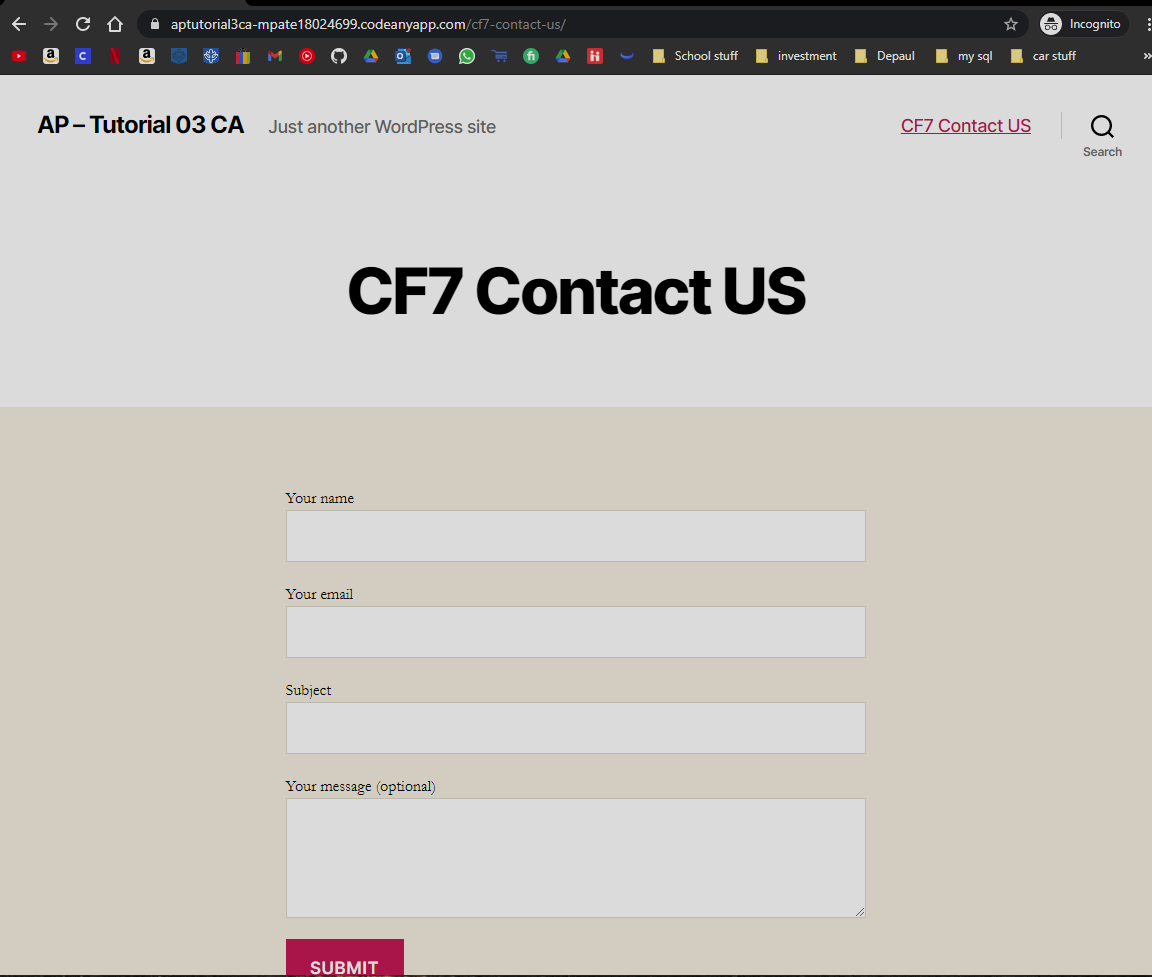 aptutorial3ca-mpate18024699.codeanyapp.com/cf7-contact-us/
Incognito
School stuff
investment
Depaul
my sql
car stuff
»
AP – Tutorial 03 CA
Just another WordPress site
CF7 Contact US
Search
CF7 Contact US
Your name
Your email
Subject
Your message (optional)
SUBMIT